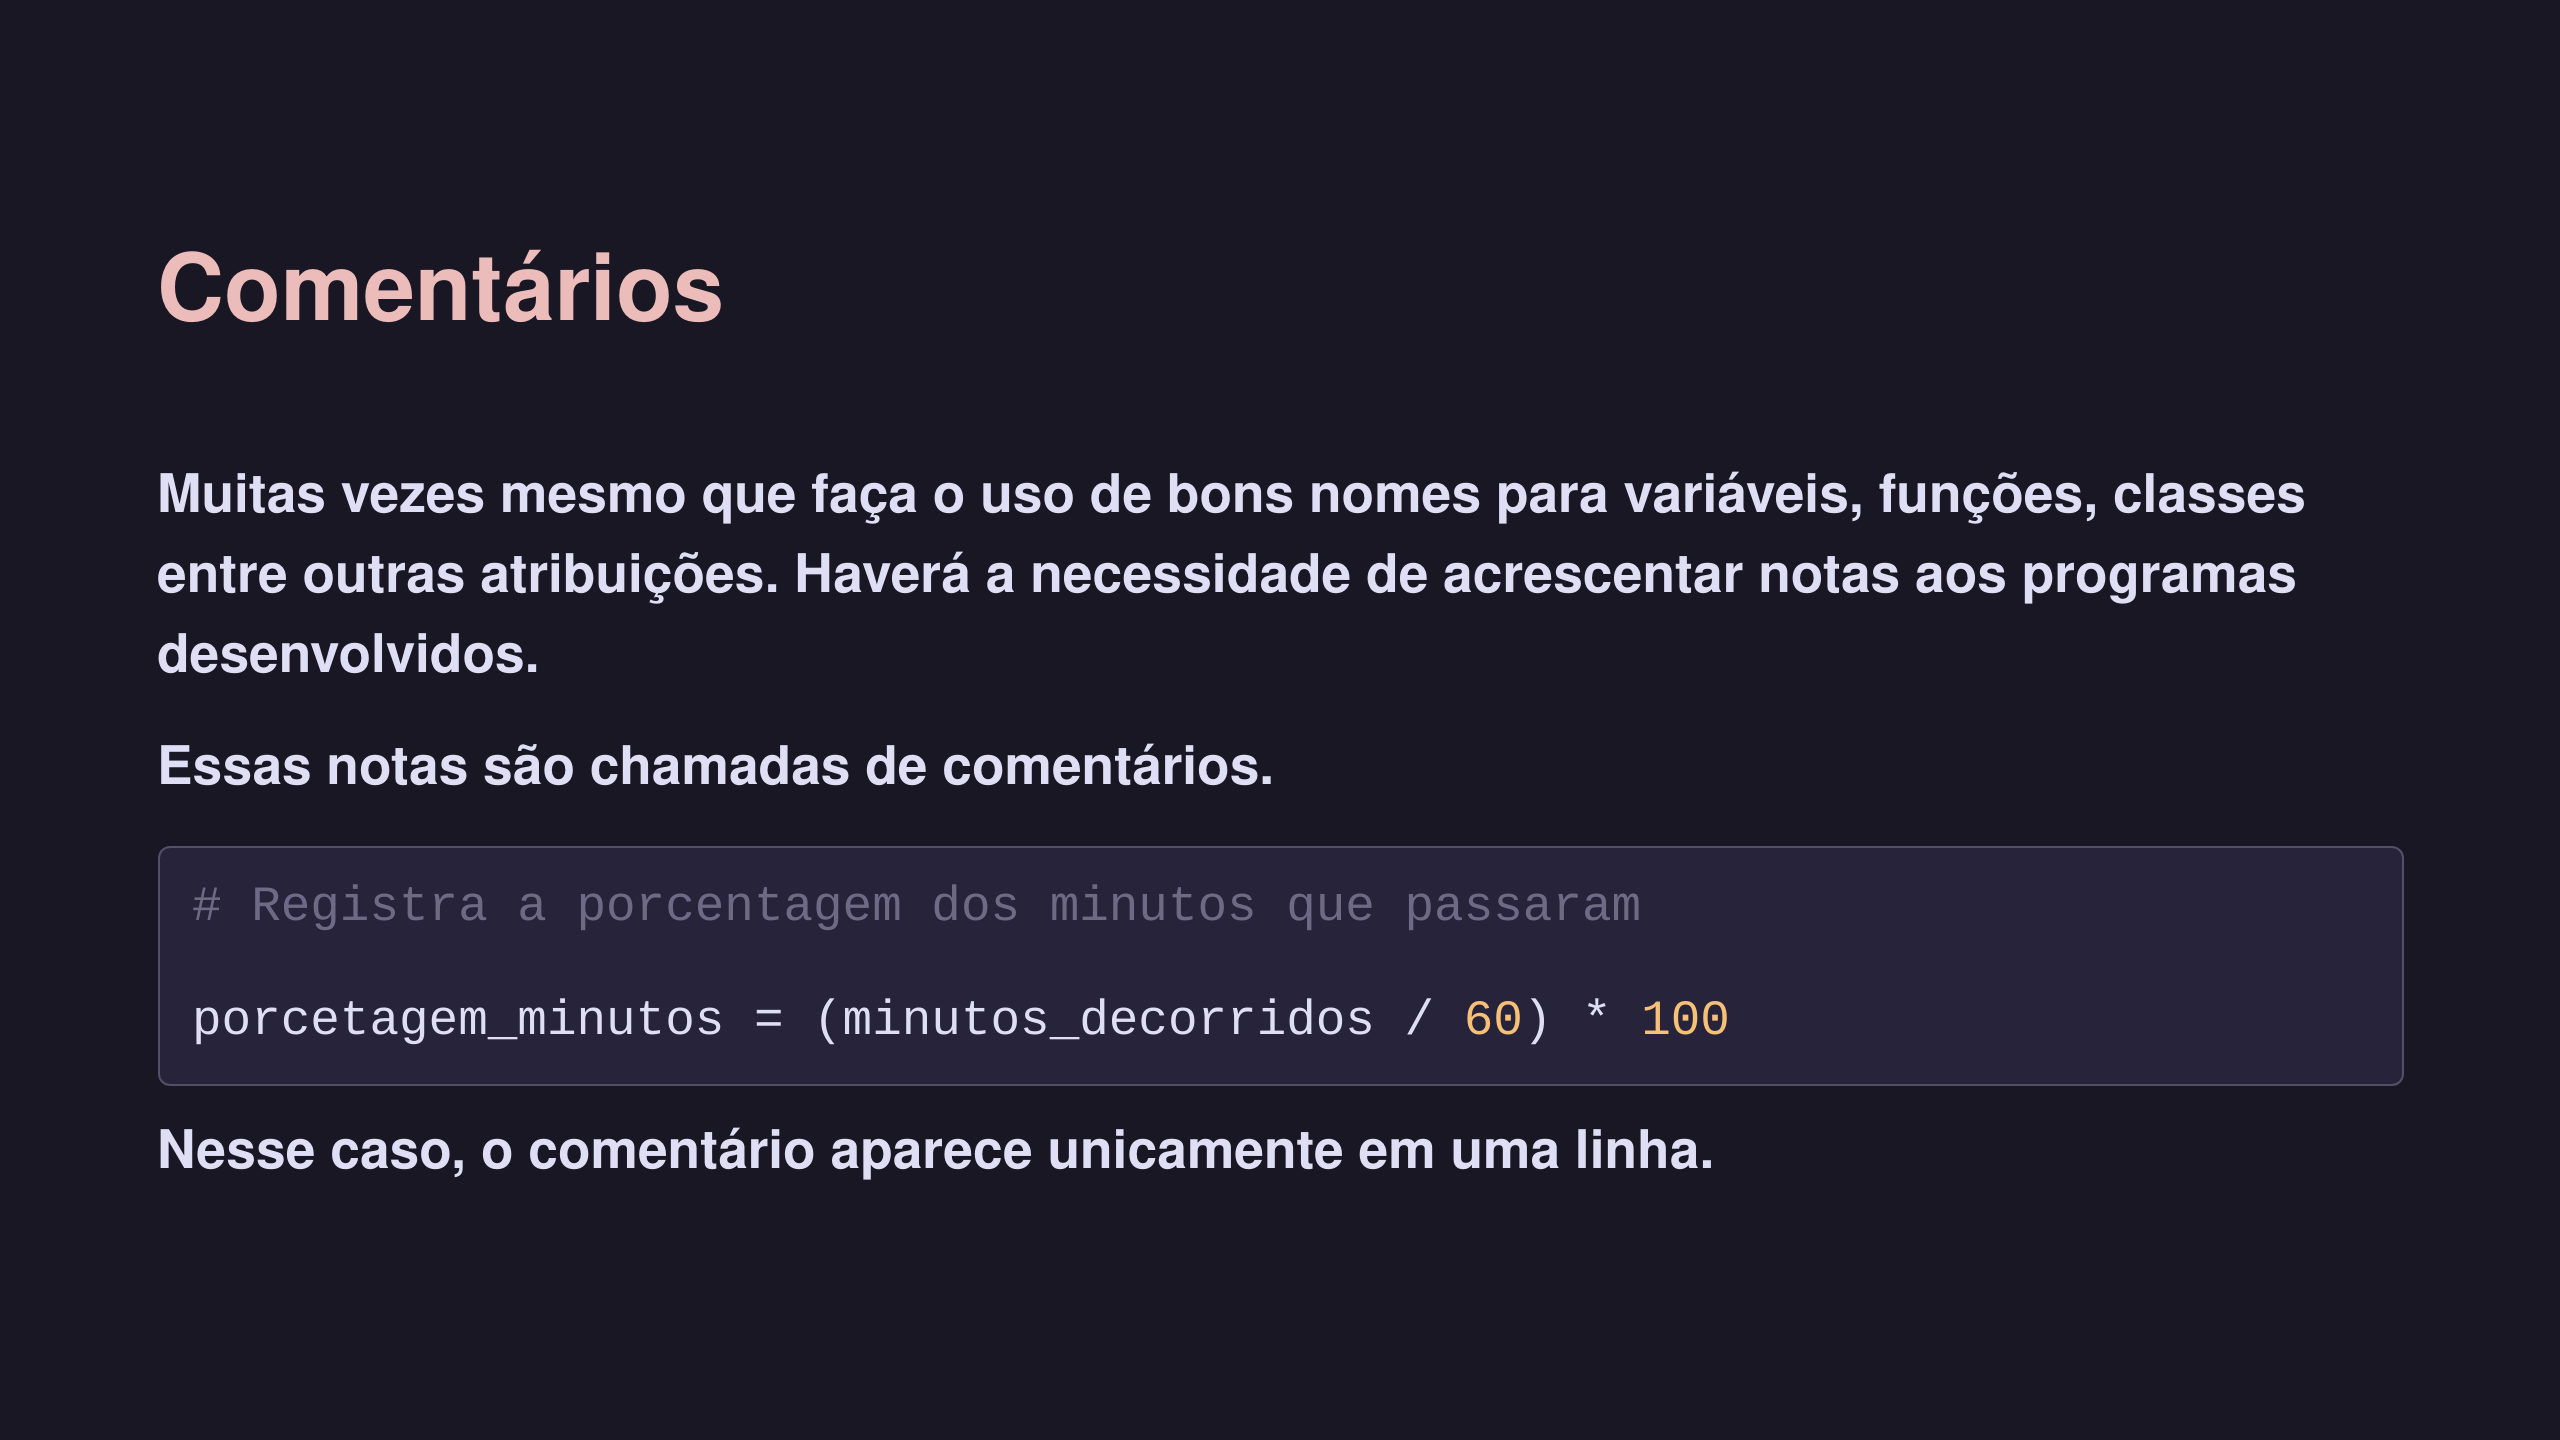 Comentários
Muitas vezes mesmo que faça o uso de bons nomes para variáveis, funções, classes
entre outras atribuições. Haverá a necessidade de acrescentar notas aos programas
desenvolvidos.
Essas notas são chamadas de comentários.
# Registra a porcentagem dos minutos que passaram
porcetagem_minutos = (minutos_decorridos / 60) * 100
Nesse caso, o comentário aparece unicamente em uma linha.